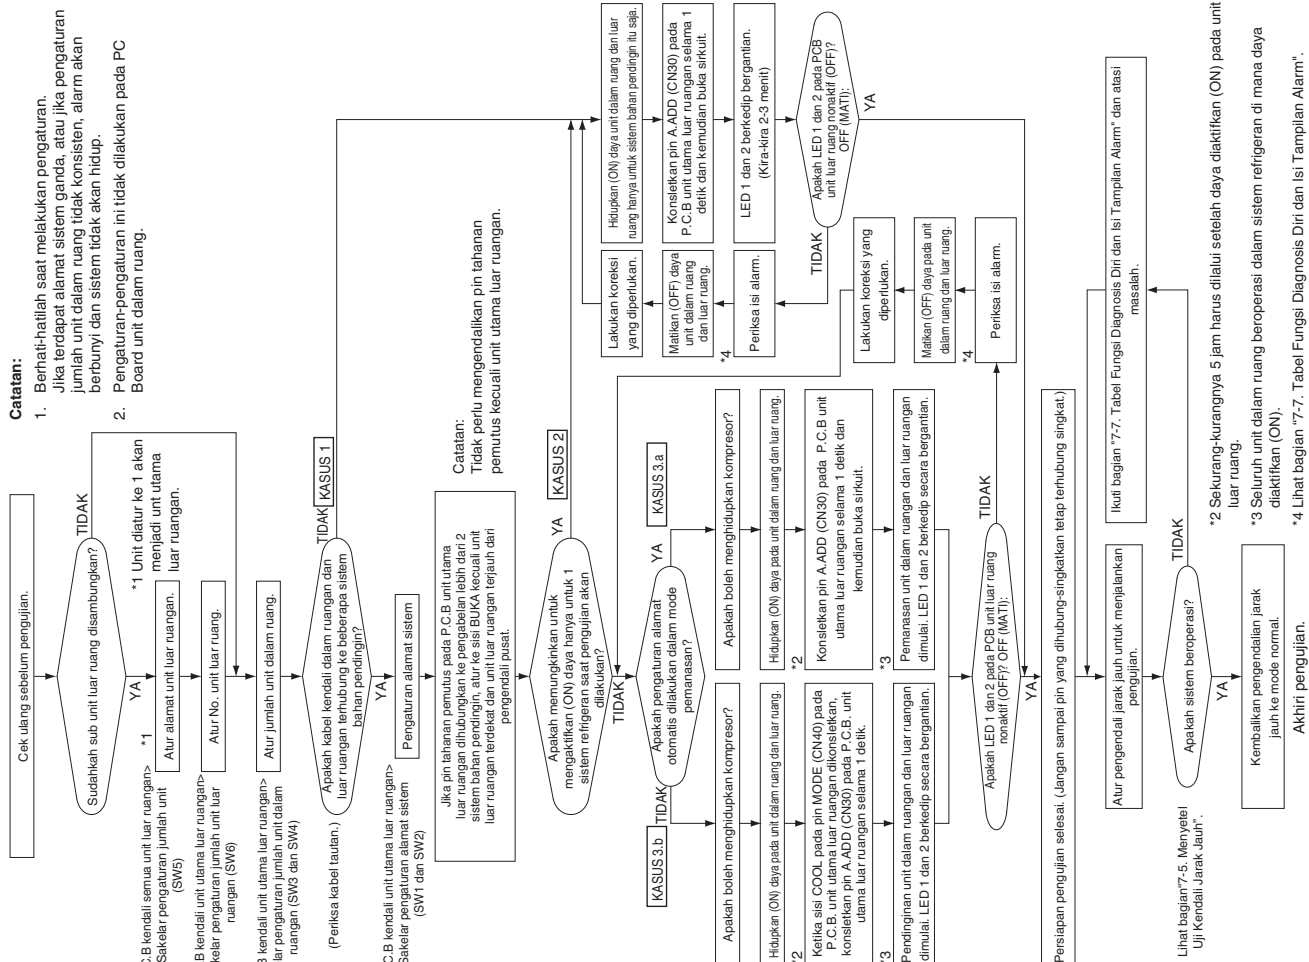 Catatan:
1. Berhati-hatilah saat melakukan pengaturan.
Jika terdapat alamat sistem ganda, atau jika pengaturan
jumlah unit dalam ruang tidak konsisten, alarm akan
berbunyi dan sistem tidak akan hidup.
2. Pengaturan-pengaturan ini tidak dilakukan pada PC
Board unit dalam ruang.
Cek ulang sebelum pengujian.
Sudahkah sub unit luar ruang disambungkan?
TIDAK
YA
*1
*1 Unit diatur ke 1 akan
menjadi unt utama
luar ruangan.
C.B kendali semua unit luar ruangan>
Sakelar pengaturan jumlah unit
(SW5)
Atur alamat unit luar ruangan.
B kendali unit utama luar ruangan>
kelar pengaturan jumlah unit luar
ruangan (SW6)
Atur No. unit luar ruang.
B kendali unit utama luar ruangan>
lar pengaturan jumlah unit dalam
ruangan (SW3 dan SW4)
Atur jumlah unit dalam ruang.
(Periksa kabel tautan.)
Apakah kabel kendali dalam ruangan dan
luar ruangan terhubung ke beberapa sistem
bahan pendingin?
TIDAK
KASUS 1
YA
C.B kendali unit utama luar ruangan>
Sakelar pengaturan alamat sistem
(SW1 dan SW2)
Pengaturan alamat sistem
Jika pin tahanan pemutus pada P.C.B unit utama
luar ruangan dihubungkan ke pengabelan lebih dari 2
sistem bahan pendingin, atur ke sisi BUKA kecuali unit
luar ruangan terdekat dan unit luar ruangan terjauh dari
pengendali pusat.
Catatan:
Tidak perlu mengendalikan pin tahanan
pemutus kecuali unit utama luar ruangan.
Apakah memungkinkan untuk
mengaktifkan (ON) daya hanya untuk 1
sistem refrigeran saat pengujian akan
dilakukan?
YA
KASUS 2
TIDAK
Apakah pengaturan alamat
otomatis dilakukan dalam mode
pemanasan?
YA
KASUS 3.a
TIDAK
KASUS 3.b
Apakah boleh menghidupkan kompresor?
Apakah boleh menghidupkan kompresor?
Hidupkan (ON) daya pada unit dalam ruang dan luar ruang.
Hidupkan (ON) daya pada unit dalam ruang dan luar ruang.
*2
*2
Ketika sisi COOL pada pin MODE (CN40) pada
P.C.B. unit utama luar ruangan dikonsletkan,
konsletkan pin A.ADD (CN30) pada P.C.B. unit
utama luar ruangan selama 1 detik.
Konsletkan pin A.ADD (CN30) pada P.C.B unit
utama luar ruangan selama 1 detik dan
kemudian buka sirkuit.
*3
*3
Pendinginan unit dalam ruangan dan luar ruangan
dimulai. LED 1 dan 2 berkedip secara bergantian.
Pemanasan unit dalam ruangan dan luar ruangan
dimulai. LED 1 dan 2 berkedip secara bergantian.
Apakah LED 1 dan 2 pada PCB unit luar ruang
nonaktif (OFF)? OFF (MATI):
TIDAK
YA
Hidupkan (ON) daya unit dalam ruang dan luar
ruang hanya untuk sistem bahan pendingin itu saja.
Konsletkan pin A.ADD (CN30) pada
P.C.B unit utama luar ruangan selama 1
detik dan kemudian buka sirkuit.
LED 1 dan 2 berkedip bergantian.
(Kira-kira 2-3 menit)
Apakah LED 1 dan 2 pada PCB
unit luar ruang nonaktif (OFF)?
OFF (MATI):
TIDAK
YA
Lakukan koreksi
yang diperlukan.
Matikan (OFF) daya
unit dalam ruang
dan luar ruang.
*4
Periksa isi alarm.
Lakukan koreksi yang
diperlukan.
Matikan (OFF) daya pada unit
dalam ruang dan luar ruang.
*4
Periksa isi alarm.
Persiapan pengujian selesai. (Jangan sampai pin yang dihubung-singkatkan tetap terhubung singkat.)
Atur pengendali jarak jauh untuk menjalankan
pengujian.
Ikuti bagian "7-7. Tabel Fungsi Diagnosis Diri dan Isi Tampilan Alarm" dan atasi
masalah.
Lihat bagian"7-5. Menyetel
Uji Kendali Jarak Jauh".
Apakah sistem beroperasi?
TIDAK
YA
Kembalikan pengendalian jarak
jauh ke mode normal.
Akhiri pengujian.
*2 Sekurang-kurangnya 5 jam harus dilalui setelah daya diaktifkan (ON) pada unit
luar ruang.
*3 Seluruh unit dalam ruang beroperasi dalam sistem refrigeran di mana daya
diaktifkan (ON).
*4 Lihat bagian "7-7. Tabel Fungsi Diagnosis Diri dan Isi Tampilan Alarm".